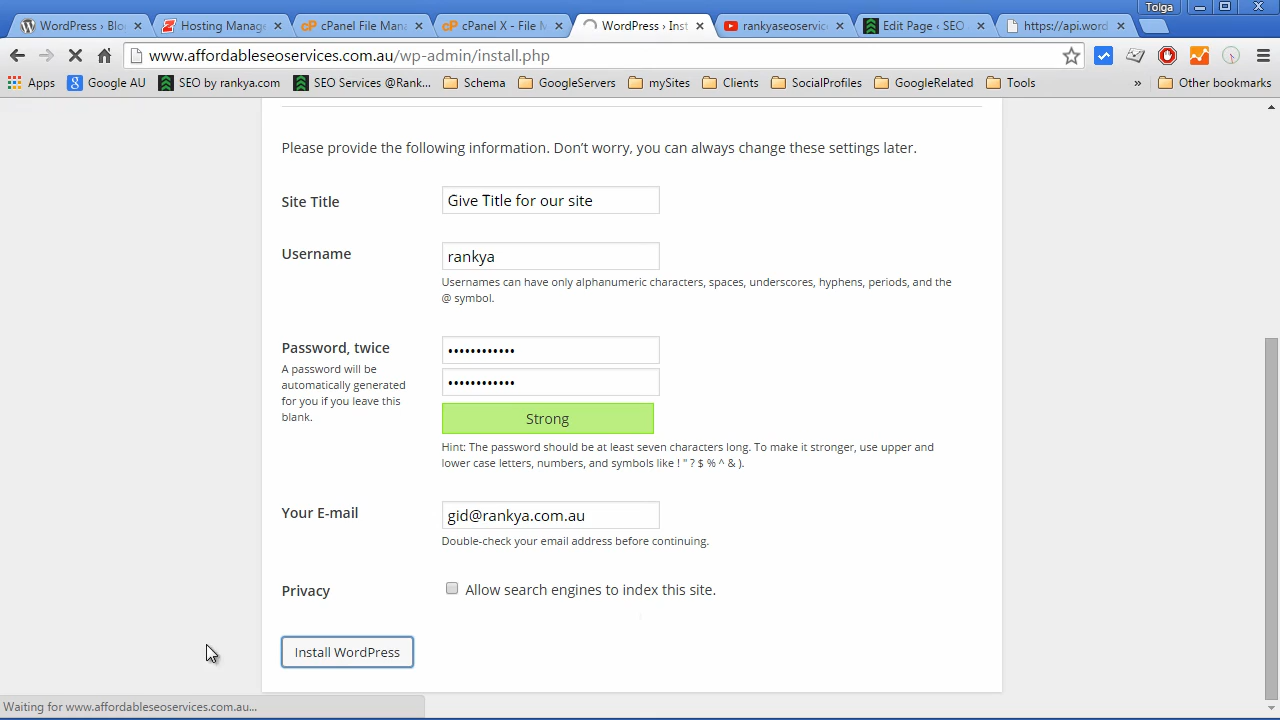 Tolga
WordPress › Blo
Hosting Manage
cPanel File Mana
cPanel X - File M
WordPress › Inst
rankyaseoservice
Edit Page ‹ SEO
https://api.word
www.affordableseoservices.com.au/wp-admin/install.php
Apps
Google AU
SEO by rankya.com
SEO Services @Rank...
Schema
GoogleServers
mySites
Clients
SocialProfiles
GoogleRelated
Tools
»
Other bookmarks
Please provide the following information. Don’t worry, you can always change these settings later.
Site Title
Give Title for our site
Username
rankya
Usernames can have only alphanumeric characters, spaces, underscores, hyphens, periods, and the
@ symbol.
Password, twice
A password will be
automatically generated
for you if you leave this
blank.
••••••••••••
••••••••••••
Strong
Hint: The password should be at least seven characters long. To make it stronger, use upper and
lower case letters, numbers, and symbols like ! " ? $ % ^ & ).
Your E-mail
gid@rankya.com.au
Double-check your email address before continuing.
Privacy
Allow search engines to index this site.
Install WordPress
Waiting for www.affordableseoservices.com.au...